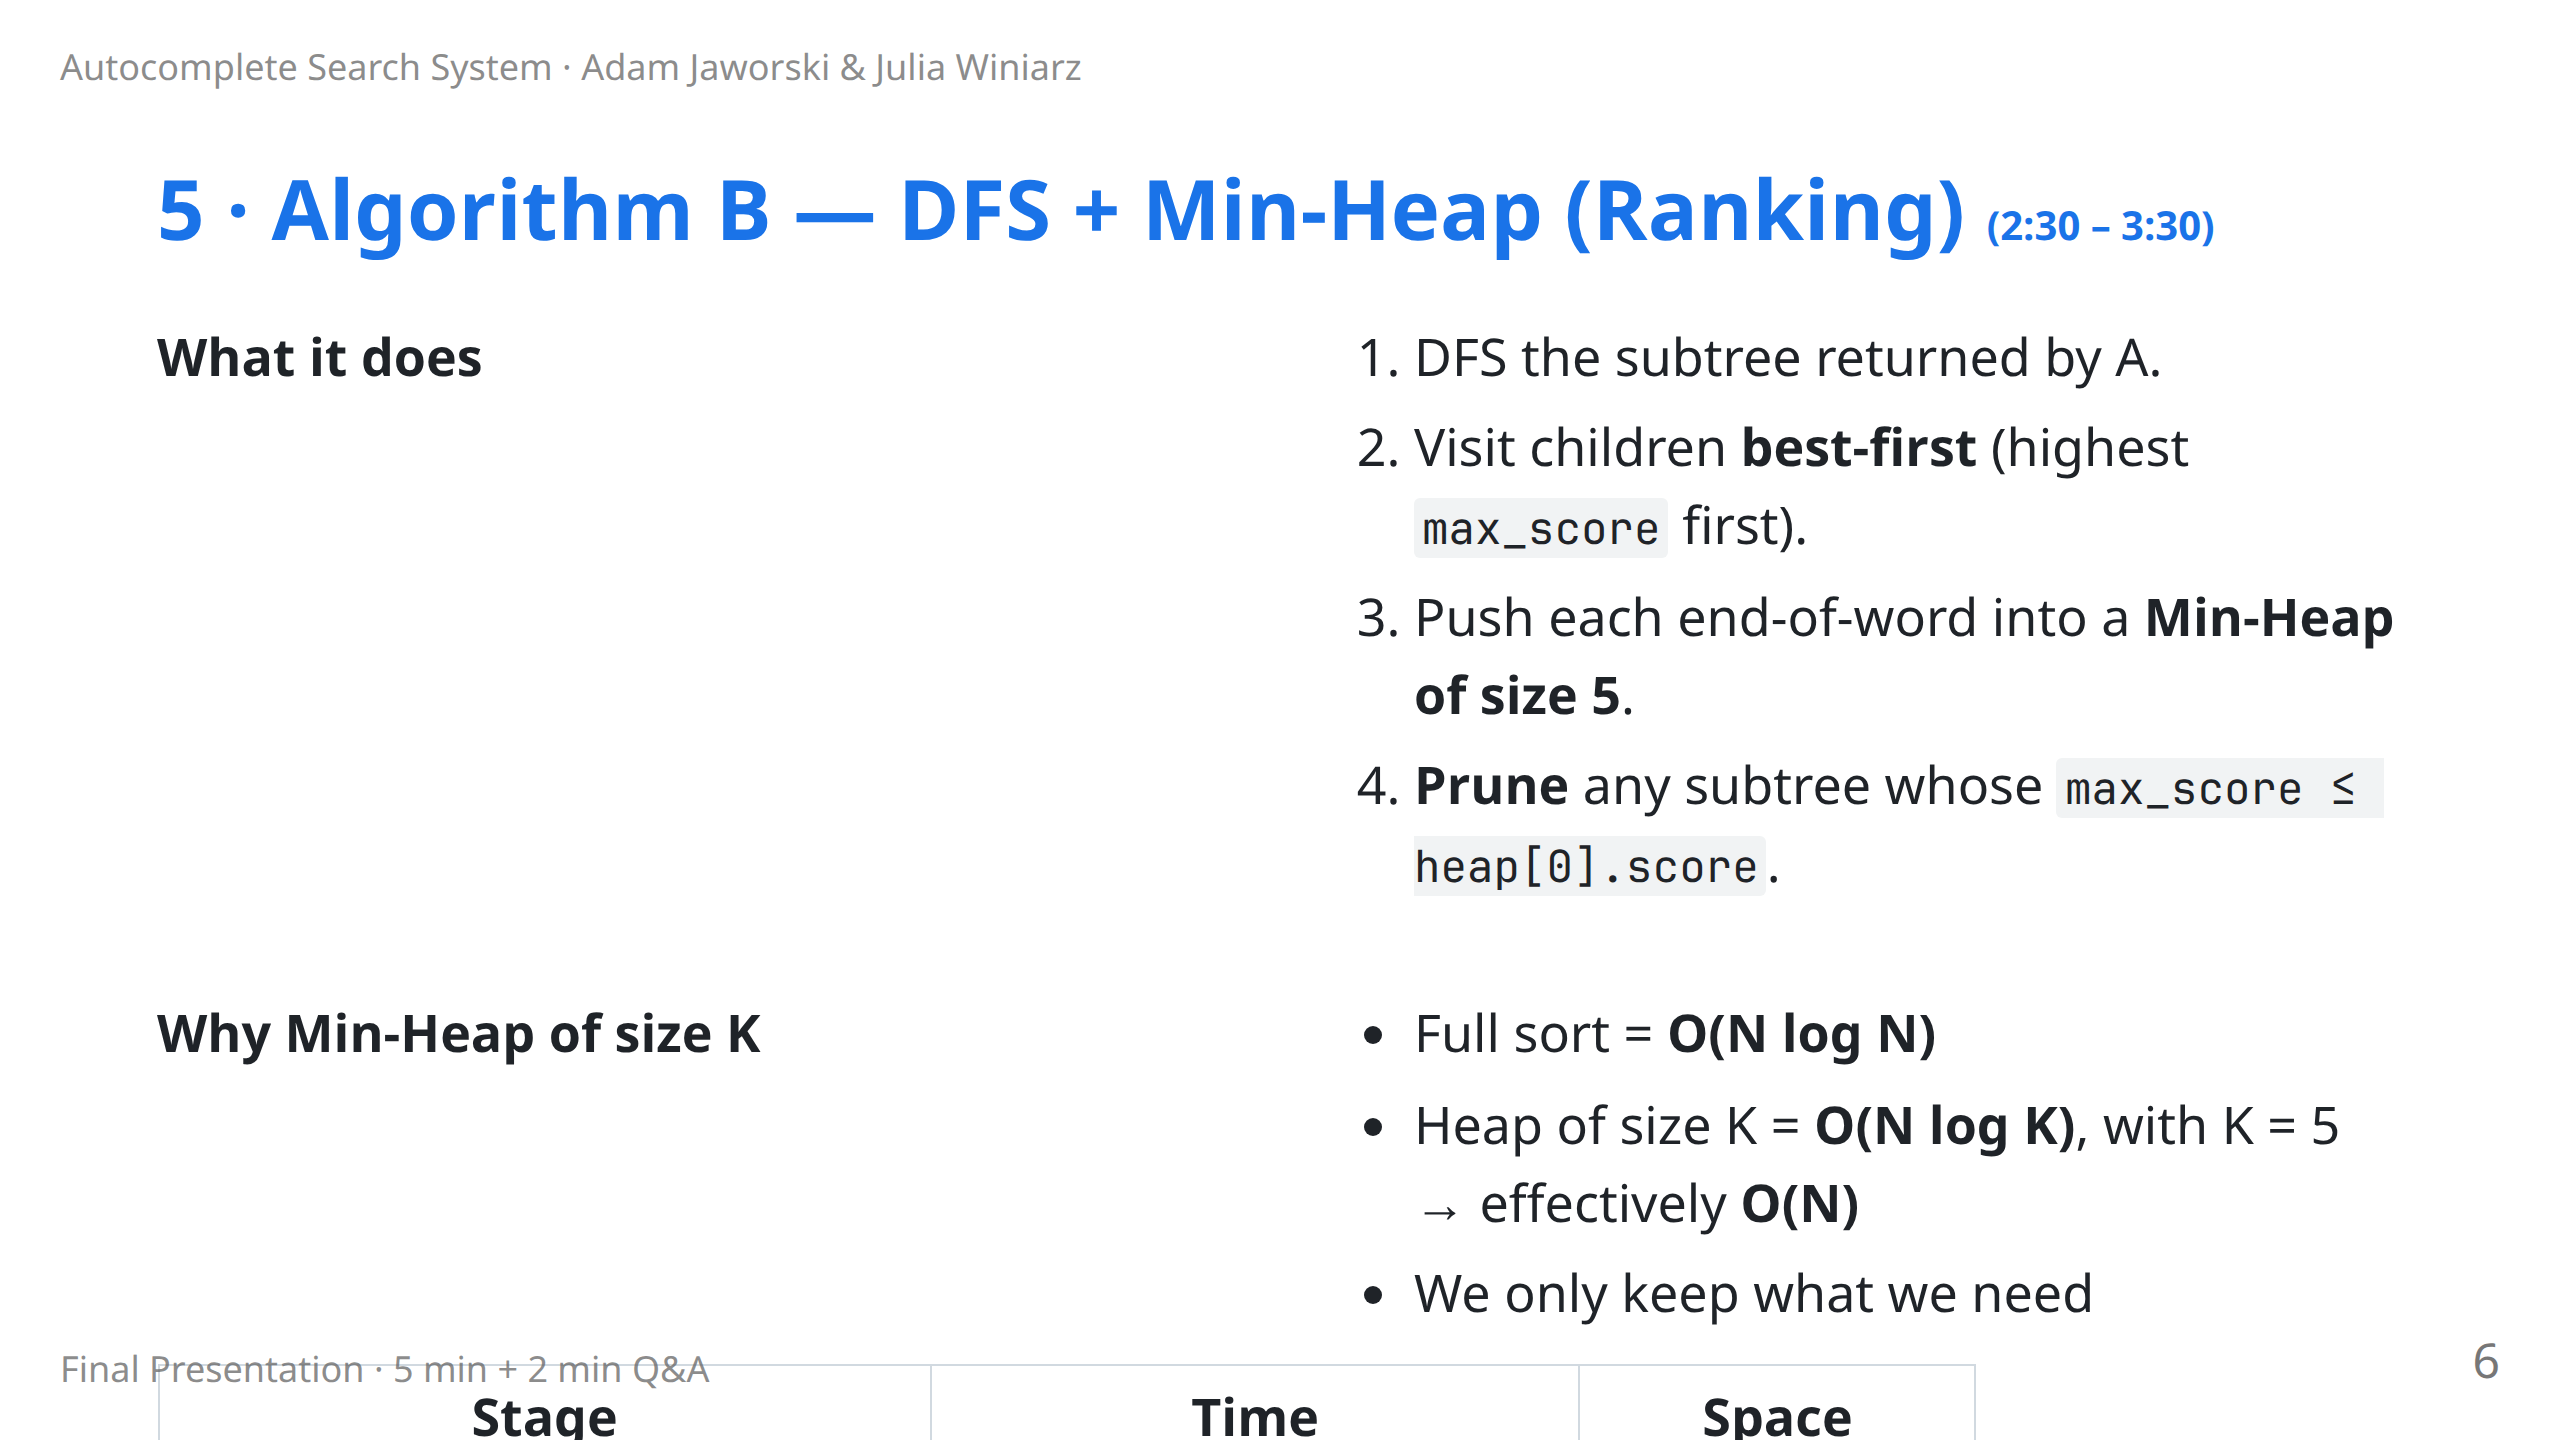 Autocomplete Search System · Adam Jaworski & Julia Winiarz
5 · Algorithm B — DFS + Min-Heap (Ranking) (2:30 – 3:30)
What it does
1. DFS the subtree returned by A.
2. Visit children best-first (highest
max_score first).
3. Push each end-of-word into a Min-Heap
of size 5.
4. Prune any subtree whose max_score ≤
heap[0].score.
Why Min-Heap of size K
• Full sort = O(N log N)
• Heap of size K = O(N log K), with K = 5
→ effectively O(N)
• We only keep what we need
Final Presentation · 5 min + 2 min Q&A
6
Stage Time Space